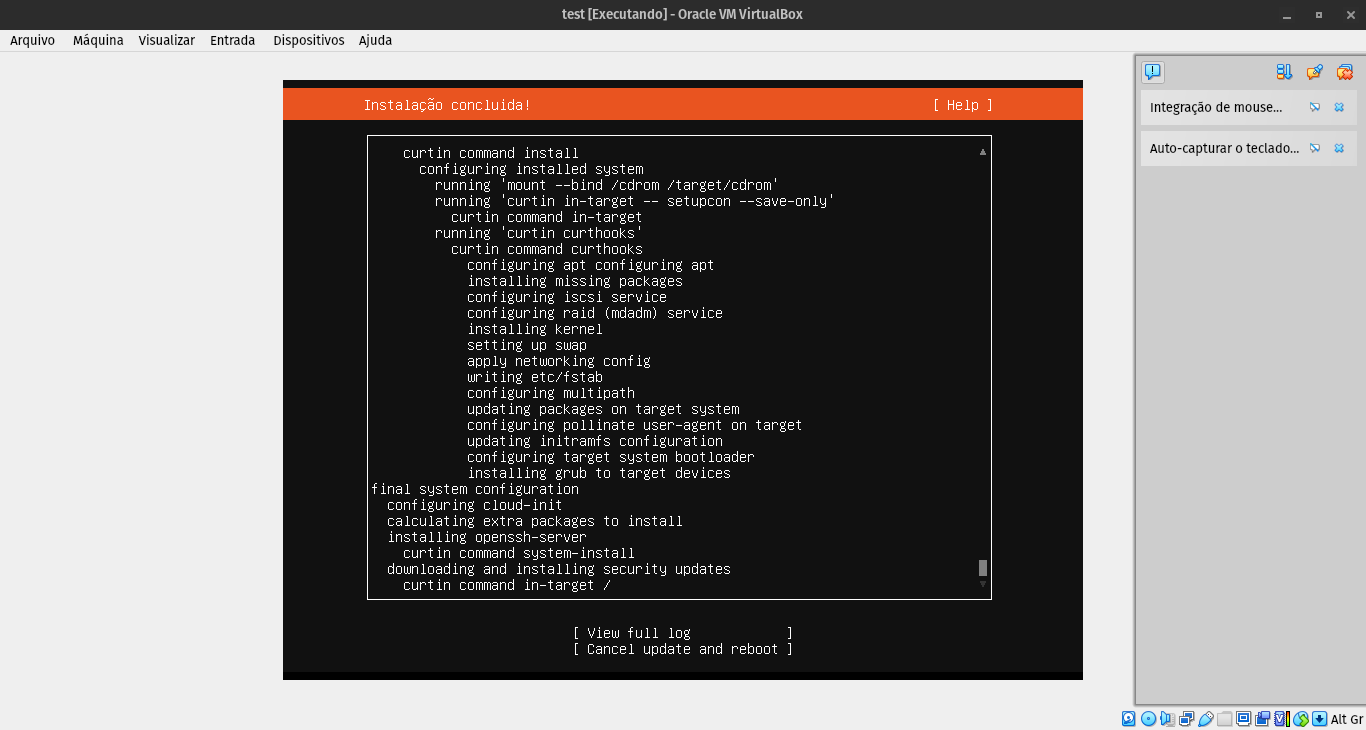 test [Executando] - Oracle VM VirtualBox
Arquivo Máquina Visualizar Entrada Dispositivos Ajuda
Instalação concluida! [ Help ]
curtin command install
configuring installed system
running 'mount --bind /cdrom /target/cdrom'
running 'curtin in-target -- setupcon --save-only'
curtin command in-target
running 'curtin curthooks'
curtin command curthooks
configuring apt configuring apt
installing missing packages
configuring iscsi service
configuring raid (mdadm) service
installing kernel
setting up swap
apply networking config
writing etc/fstab
configuring multipath
updating packages on target system
configuring pollinate user-agent on target
updating initramfs configuration
configuring target system bootloader
installing grub to target devices
final system configuration
configuring cloud-init
calculating extra packages to install
installing openssh-server
curtin command system-install
downloading and installing security updates
curtin command in-target /
[ View full log ]
[ Cancel update and reboot ]
Integração de mouse...
Auto-capturar o teclado...
Alt Gr